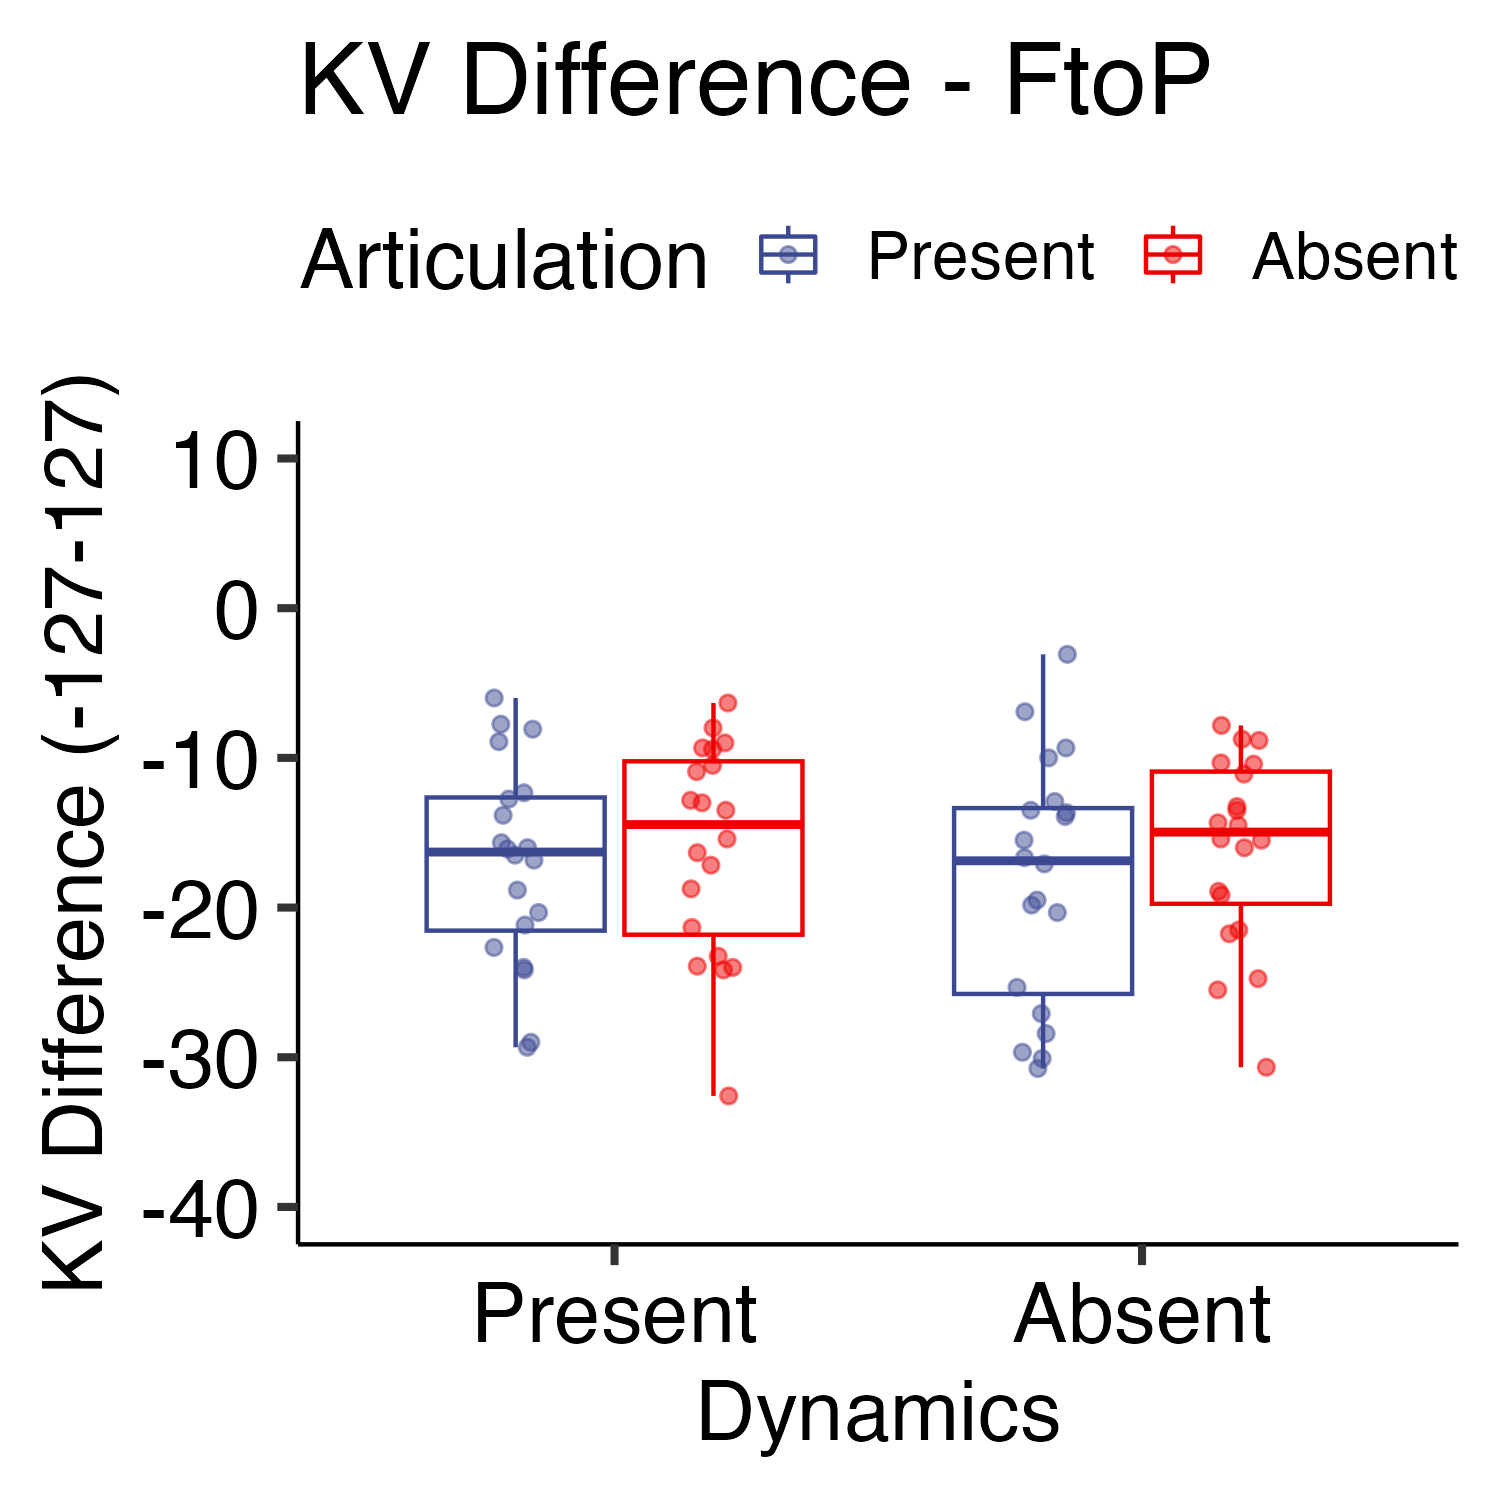 KV Difference - FtoP
Articulation Present Absent
KV Difference (-127-127)
10
0
-10
-20
-30
-40
Present Absent
Dynamics